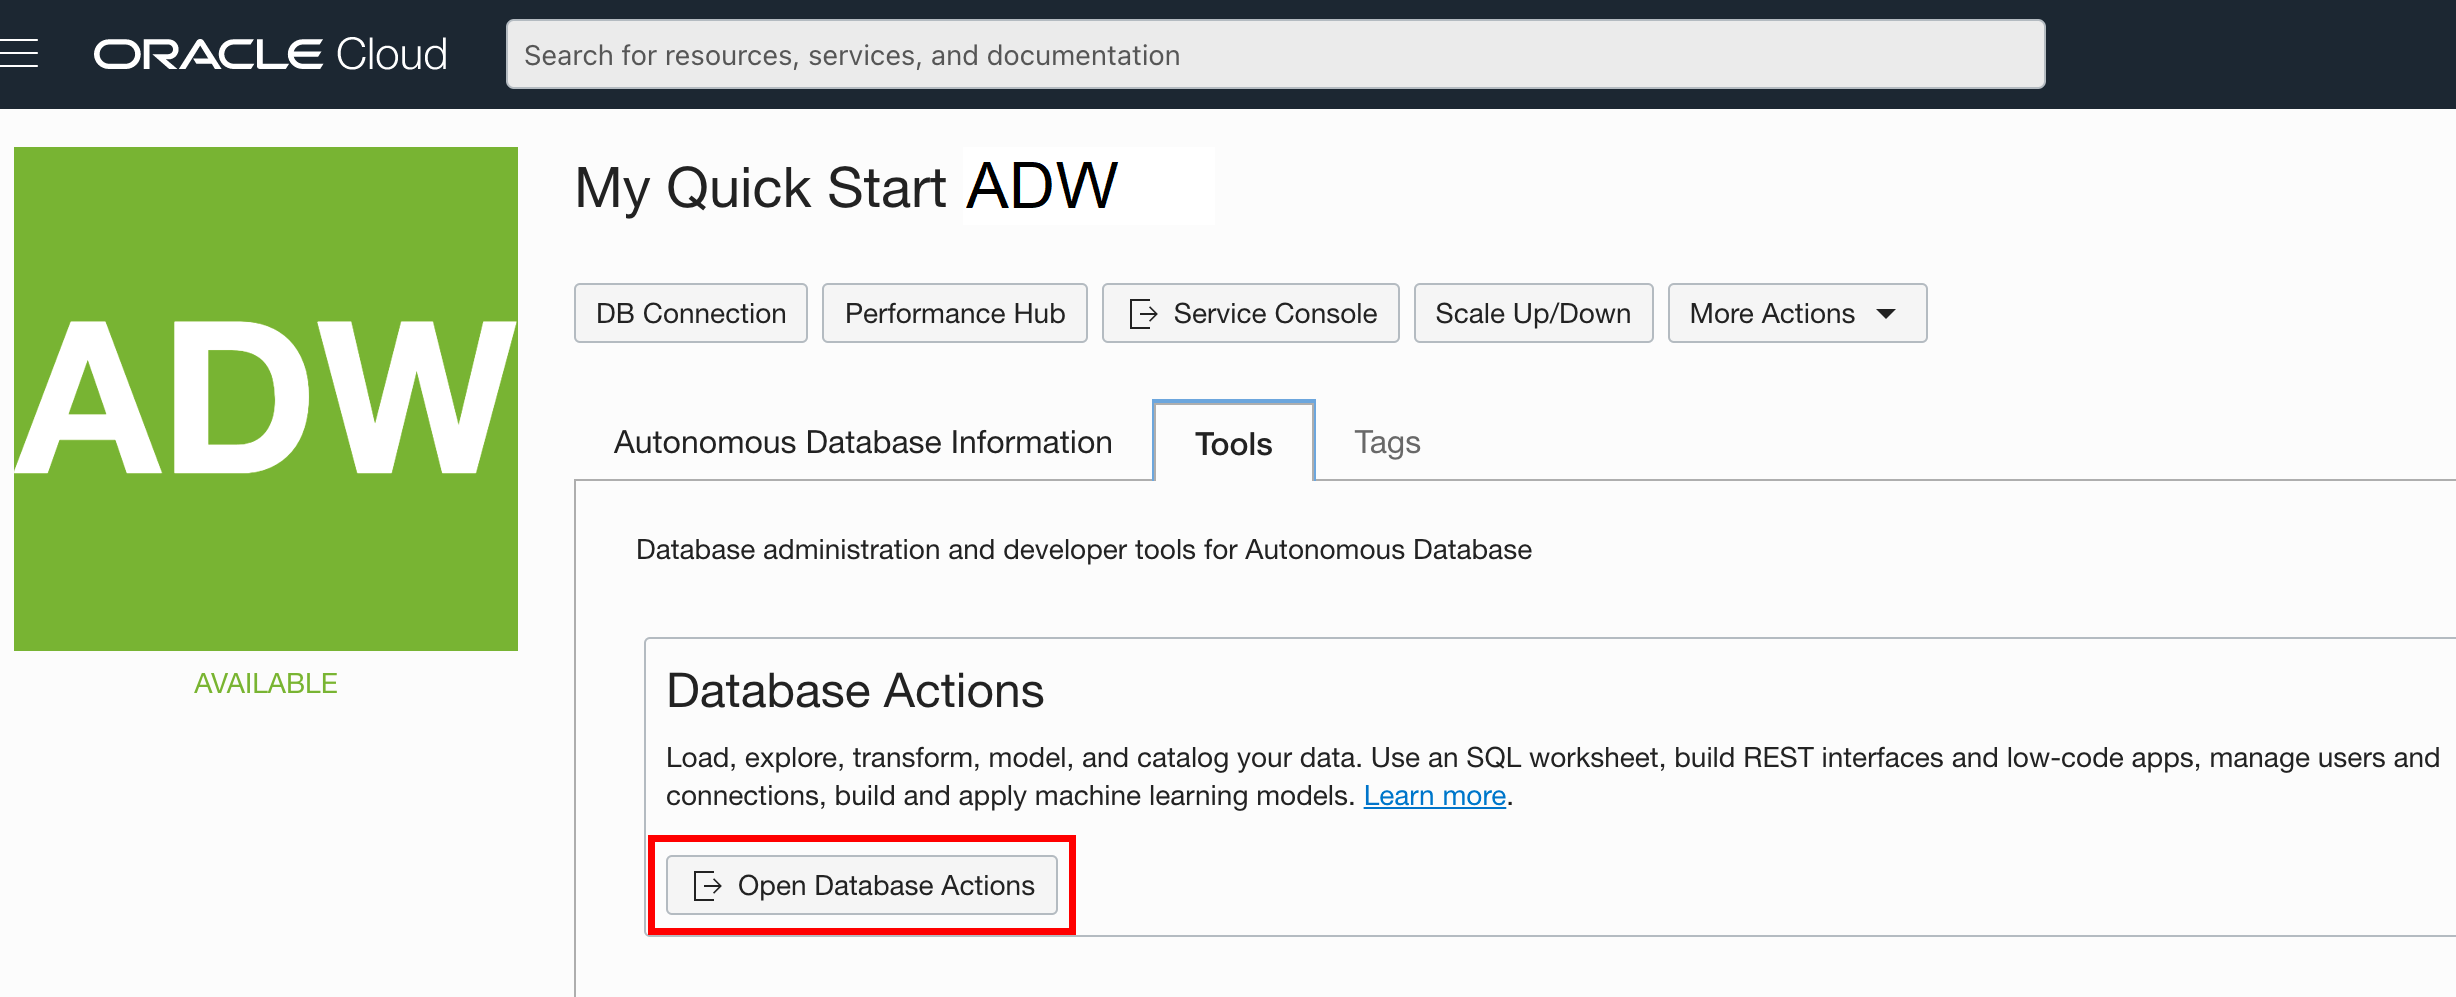 ORACLE Cloud
Search for resources, services, and documentation
ADW
AVAILABLE
My Quick Start ADW
DB Connection
Performance Hub
Service Console
Scale Up/Down
More Actions
Autonomous Database Information
Tools
Tags
Database administration and developer tools for Autonomous Database
Database Actions
Load, explore, transform, model, and catalog your data. Use an SQL worksheet, build REST interfaces and low-code apps, manage users and
connections, build and apply machine learning models. Learn more.
Open Database Actions